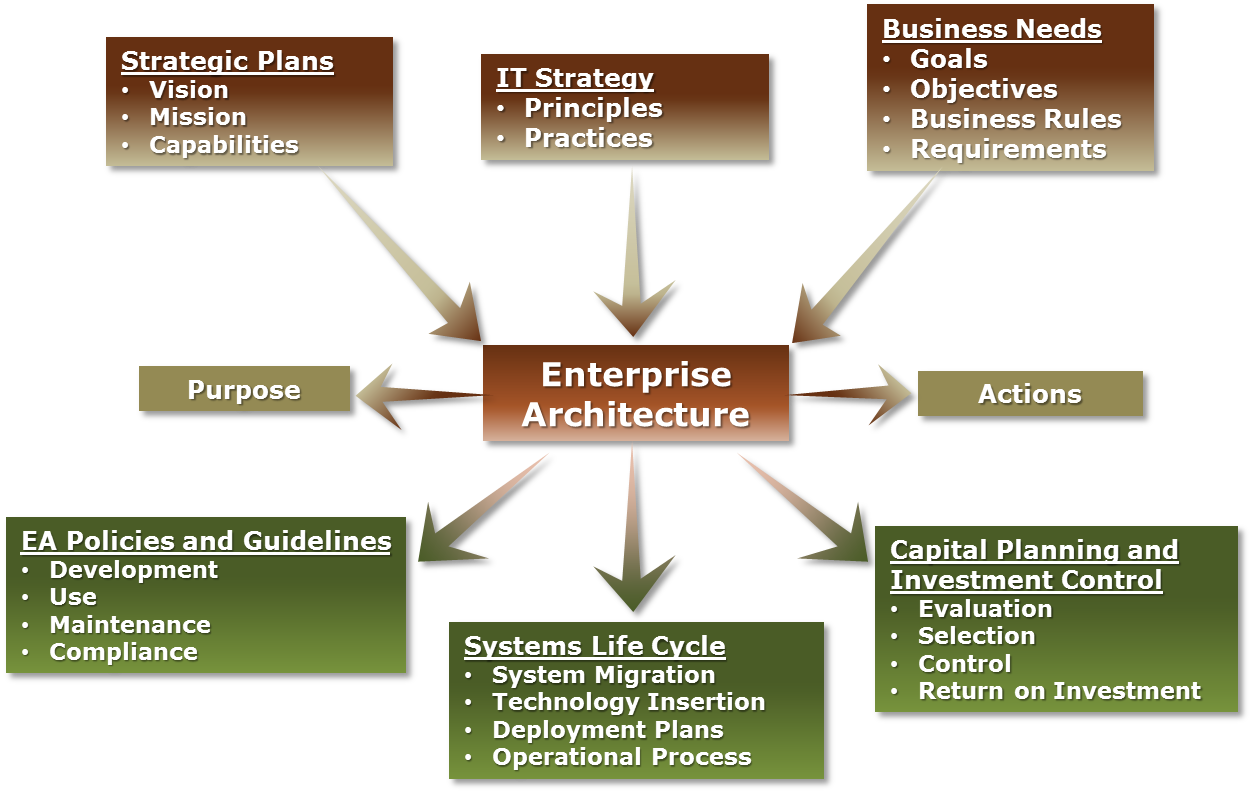 Strategic Plans
• Vision
• Mission
• Capabilities
IT Strategy
• Principles
• Practices
Business Needs
• Goals
• Objectives
• Business Rules
• Requirements
Purpose
Enterprise
Architecture
Actions
EA Policies and Guidelines
• Development
• Use
• Maintenance
• Compliance
Systems Life Cycle
• System Migration
• Technology Insertion
• Deployment Plans
• Operational Process
Capital Planning and
Investment Control
• Evaluation
• Selection
• Control
• Return on Investment